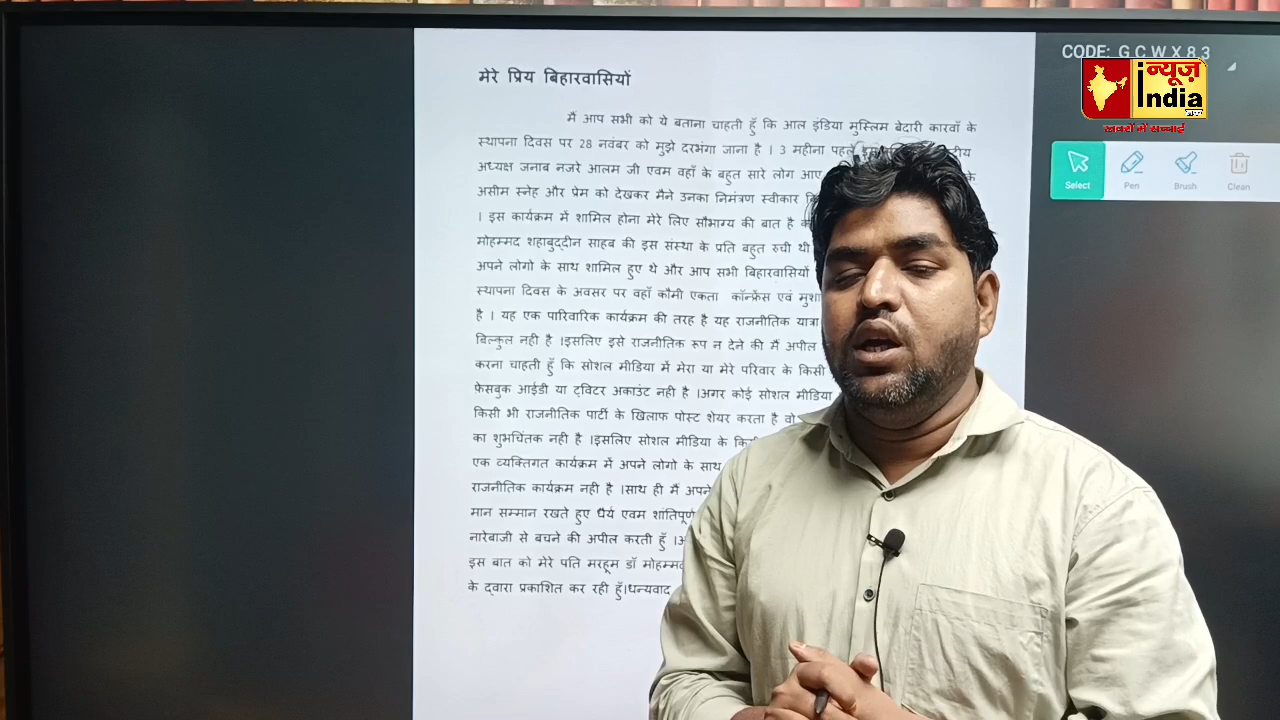 मेरे प्रिय बिहारवासियों
मैं आप सभी को ये बताना चाहती हूँ कि आल इंडिया मुस्लिम बेदारी कारवाँ के
स्थापना दिवस पर 28 नवंबर को मुझे दरभंगा जाना है । 3 महीना पहले
अध्यक्ष जनाब नजरे आलम जी एवम वहाँ के बहुत सारे लोग आए
असीम स्नेह और प्रेम को देखकर मैने उनका निमंत्रण स्वीकार
। इस कार्यक्रम में शामिल होना मेरे लिए सौभाग्य की बात है
मोहम्मद शहाबुद्दीन साहब की इस संस्था के प्रति बहुत रुची थी
अपने लोगो के साथ शामिल हुए थे और आप सभी बिहारवासियों
स्थापना दिवस के अवसर पर वहाँ कौमी एकता कॉन्फ्रेंस एवं
है । यह एक पारिवारिक कार्यक्रम की तरह है यह राजनीतिक यात्रा
बिल्कुल नही है ।इसलिए इसे राजनीतिक रूप न देने की मैं अपील
करना चाहती हूँ कि सोशल मीडिया में मेरा या मेरे परिवार के किसी
फ़ेसबुक आईडी या ट्विटर अकाउंट नही है ।अगर कोई सोशल मीडिया
किसी भी राजनीतिक पार्टी के खिलाफ पोस्ट शेयर करता है वो
का शुभचिंतक नही है ।इसलिए सोशल मीडिया के
एक व्यक्तिगत कार्यक्रम में अपने लोगो के साथ
राजनीतिक कार्यक्रम नही है ।साथ ही मैं अपने
मान सम्मान रखते हुए धैर्य एवम शांतिपूर्ण
नारेबाजी से बचने की अपील करती हूँ ।
इस बात को मेरे पति मरहूम डॉ मोहम्मद
के द्वारा प्रकाशित कर रही हूँ।धन्यवाद
CODE: G C W X 8 3
न्यूज़
india
खबरों में सच्चाई
Select Pen Brush Clean